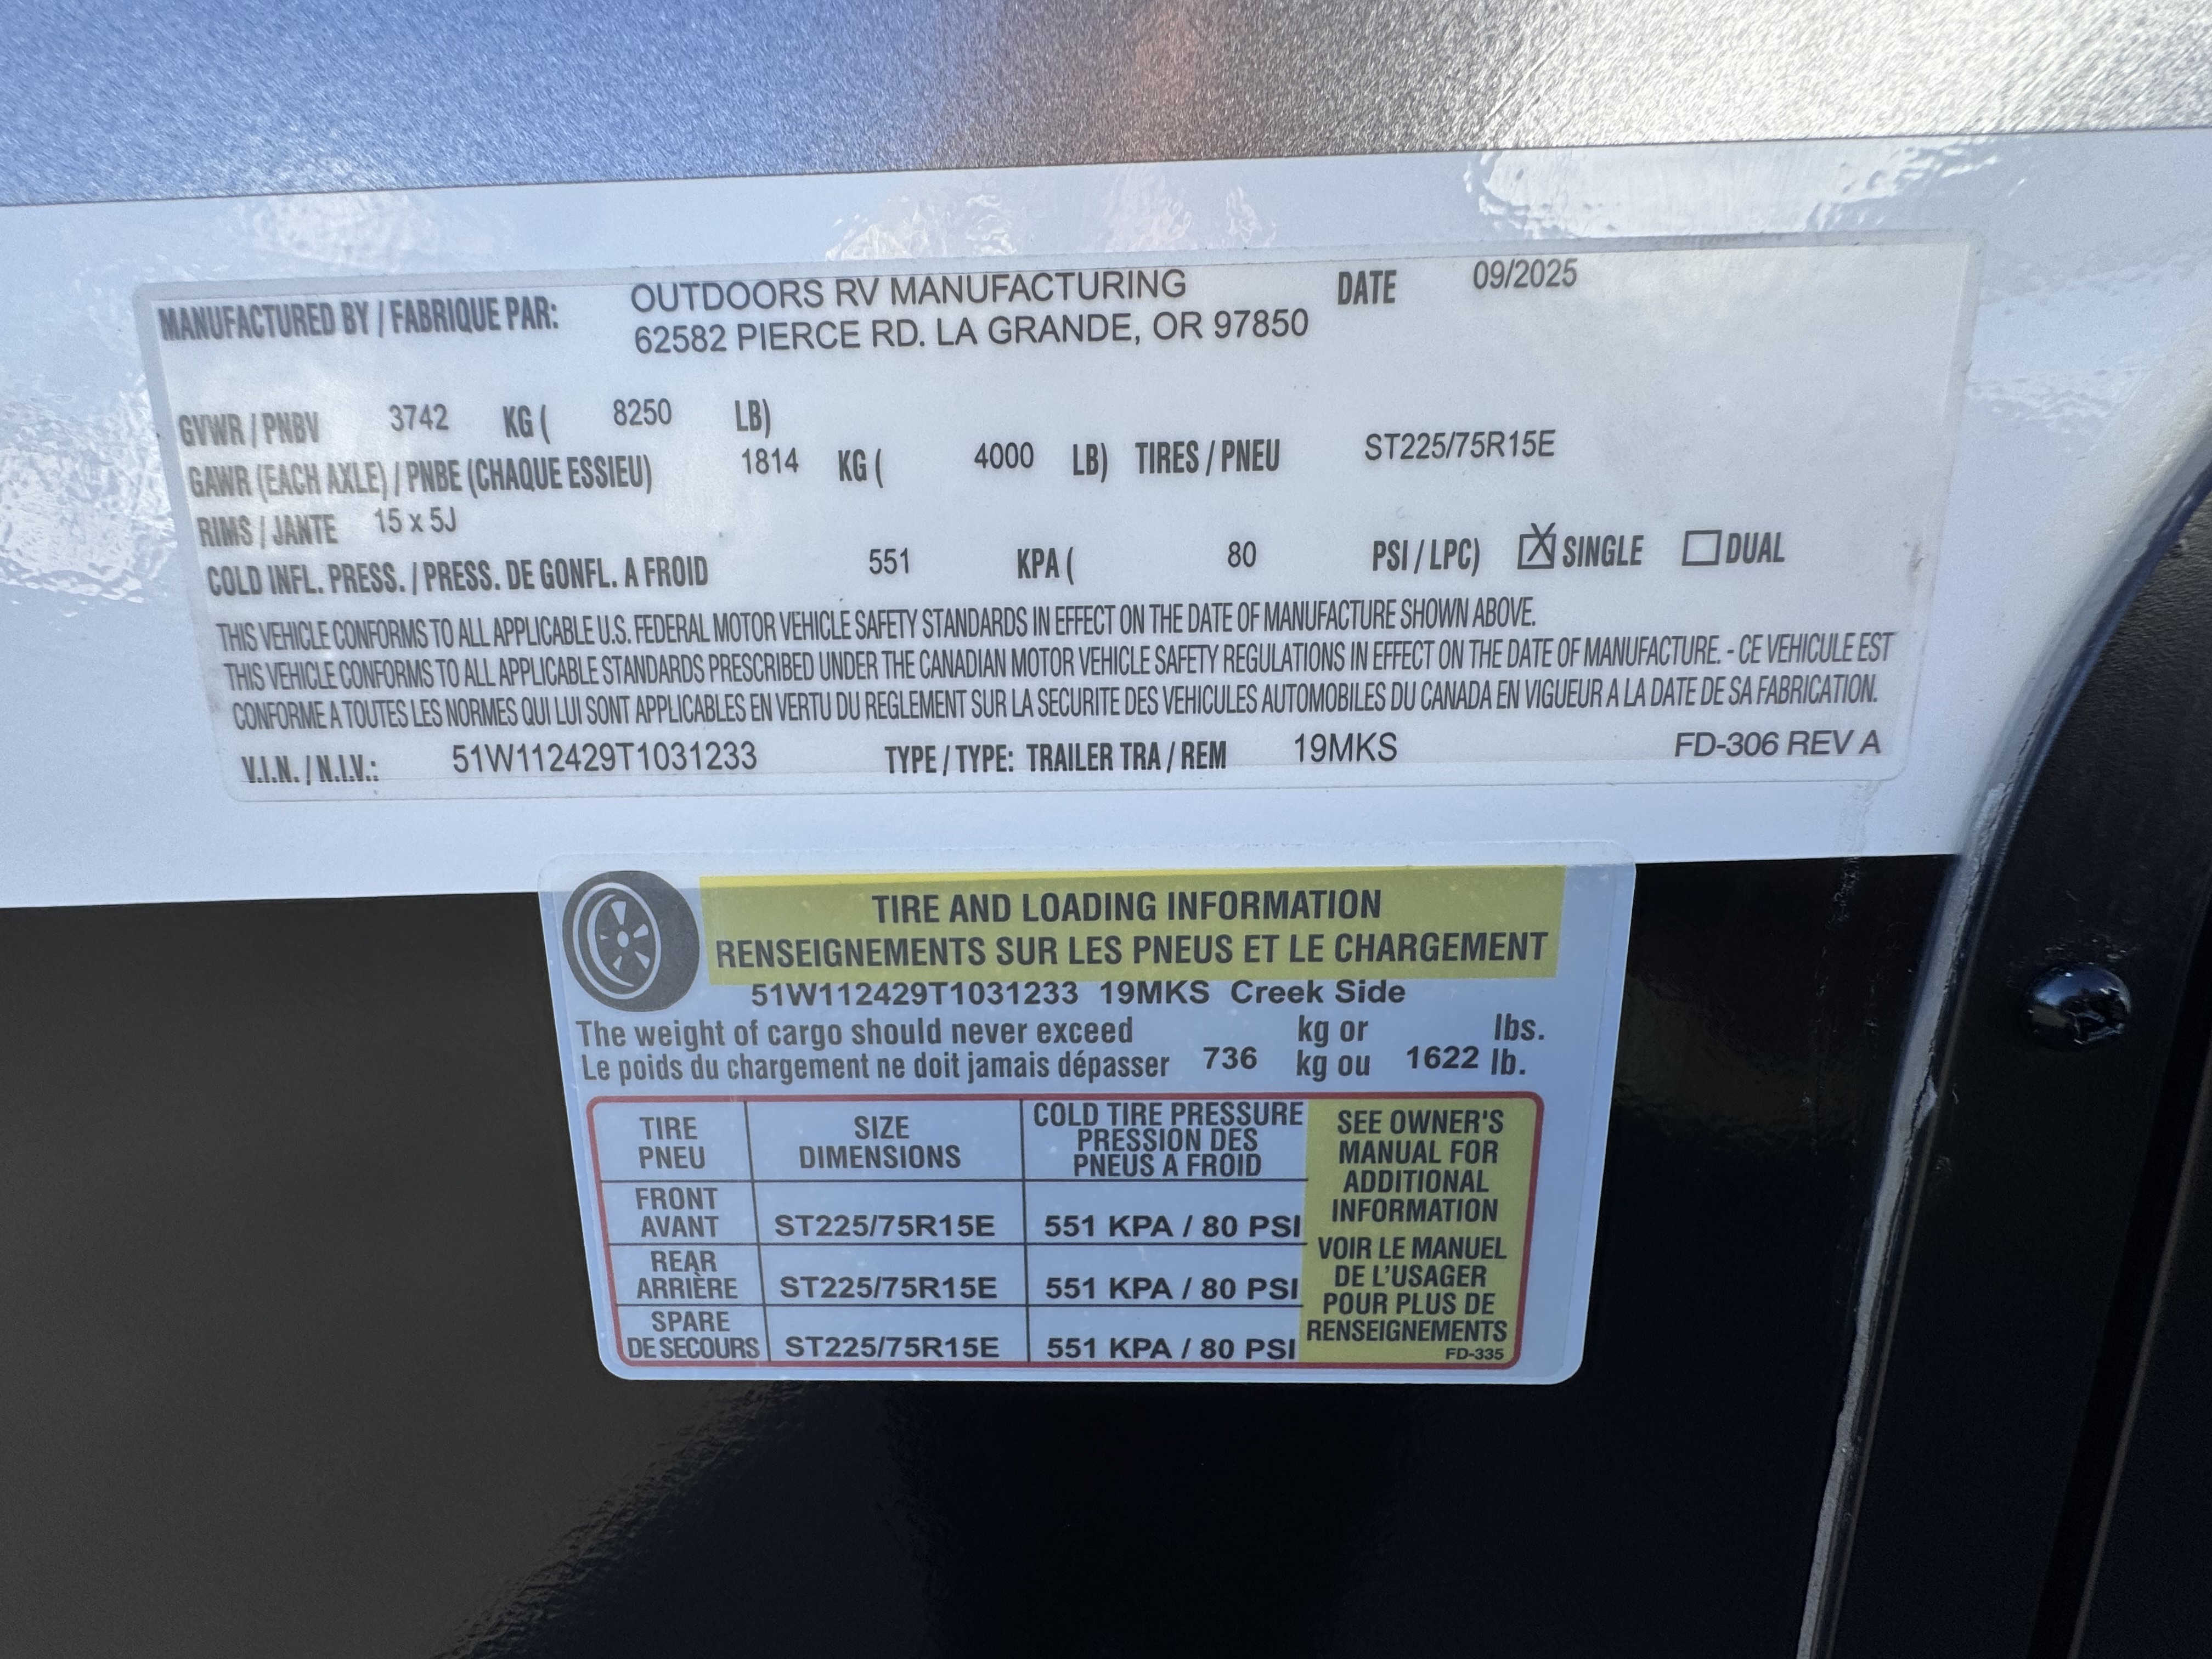 MANUFACTURED BY / FABRIQUE PAR: OUTDOORS RV MANUFACTURING DATE 09/2025
62582 PIERCE RD. LA GRANDE, OR 97850
GVWR / PNBV 3742 KG ( 8250 LB)
GAWR (EACH AXLE) / PNBE (CHAQUE ESSIEU) 1814 KG ( 4000 LB) TIRES / PNEU ST225/75R15E
RIMS / JANTE 15 x 5J
COLD INFL. PRESS. / PRESS. DE GONFL. A FROID 551 KPA ( 80 PSI / LPC) ☒ SINGLE ☐ DUAL
THIS VEHICLE CONFORMS TO ALL APPLICABLE U.S. FEDERAL MOTOR VEHICLE SAFETY STANDARDS IN EFFECT ON THE DATE OF MANUFACTURE SHOWN ABOVE.
THIS VEHICLE CONFORMS TO ALL APPLICABLE STANDARDS PRESCRIBED UNDER THE CANADIAN MOTOR VEHICLE SAFETY REGULATIONS IN EFFECT ON THE DATE OF MANUFACTURE. - CE VEHICULE EST
CONFORME A TOUTES LES NORMES QUI LUI SONT APPLICABLES EN VERTU DU REGLEMENT SUR LA SECURITE DES VEHICULES AUTOMOBILES DU CANADA EN VIGUEUR A LA DATE DE SA FABRICATION.
V.I.N. / N.I.V.: 51W112429T1031233 TYPE / TYPE: TRAILER TRA / REM 19MKS FD-306 REV A
TIRE AND LOADING INFORMATION
RENSEIGNEMENTS SUR LES PNEUS ET LE CHARGEMENT
51W112429T1031233 19MKS Creek Side
The weight of cargo should never exceed kg or lbs.
Le poids du chargement ne doit jamais dépasser 736 kg ou 1622 lb.
TIRE
PNEU
SIZE
DIMENSIONS
COLD TIRE PRESSURE
PRESSION DES
PNEUS A FROID
FRONT
AVANT
ST225/75R15E
551 KPA / 80 PSI
REAR
ARRIÈRE
ST225/75R15E
551 KPA / 80 PSI
SPARE
DE SECOURS
ST225/75R15E
551 KPA / 80 PSI
SEE OWNER'S
MANUAL FOR
ADDITIONAL
INFORMATION
VOIR LE MANUEL
DE L'USAGER
POUR PLUS DE
RENSEIGNEMENTS
FD-335